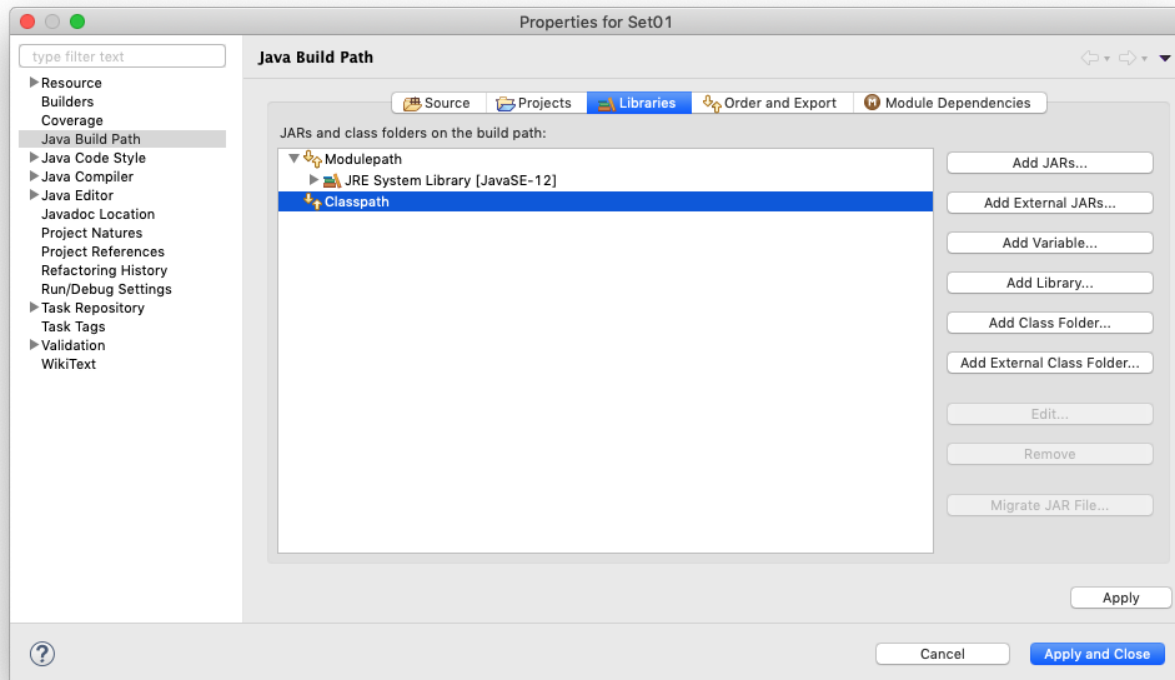 Properties for Set01
type filter text
Resource
Builders
Coverage
Java Build Path
Java Code Style
Java Compiler
Java Editor
Javadoc Location
Project Natures
Project References
Refactoring History
Run/Debug Settings
Task Repository
Task Tags
Validation
WikiText
Java Build Path
Source Projects Libraries Order and Export Module Dependencies
JARs and class folders on the build path:
Modulepath
JRE System Library [JavaSE-12]
Classpath
Add JARs...
Add External JARs...
Add Variable...
Add Library...
Add Class Folder...
Add External Class Folder...
Edit...
Remove
Migrate JAR File...
Apply
?
Cancel Apply and Close